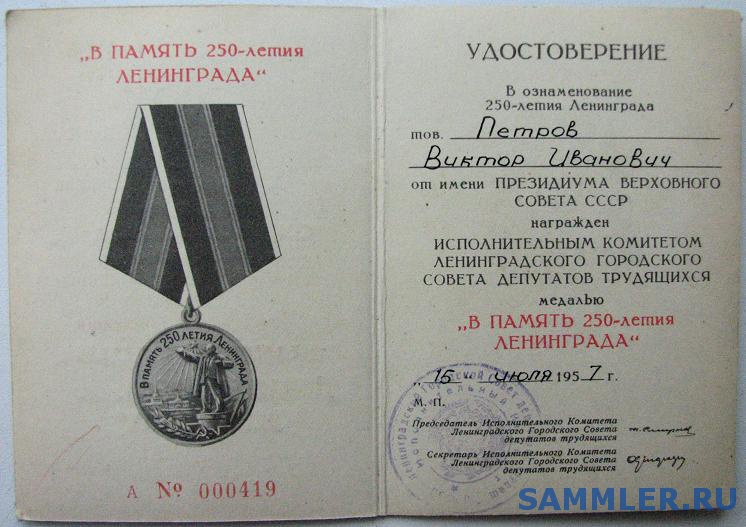 „В ПАМЯТЬ 250-летия
ЛЕНИНГРАДА“
В ПАМЯТЬ 250 ЛЕТИЯ ЛЕНИНГРАДА
А № 000419
УДОСТОВЕРЕНИЕ
В ознаменование
250-летия Ленинграда
тов. Петров
Виктор Иванович
от имени ПРЕЗИДИУМА ВЕРХОВНОГО
СОВЕТА СССР
награжден
ИСПОЛНИТЕЛЬНЫМ КОМИТЕТОМ
ЛЕНИНГРАДСКОГО ГОРОДСКОГО
СОВЕТА ДЕПУТАТОВ ТРУДЯЩИХСЯ
медалью
„В ПАМЯТЬ 250-летия
ЛЕНИНГРАДА“
„15“ июля 1957 г.
М. П.
Председатель Исполнительного Комитета
Ленинградского Городского Совета
депутатов трудящихся
Секретарь Исполнительного Комитета
Ленинградского Городского Совета
депутатов трудящихся
SAMMLER.RU